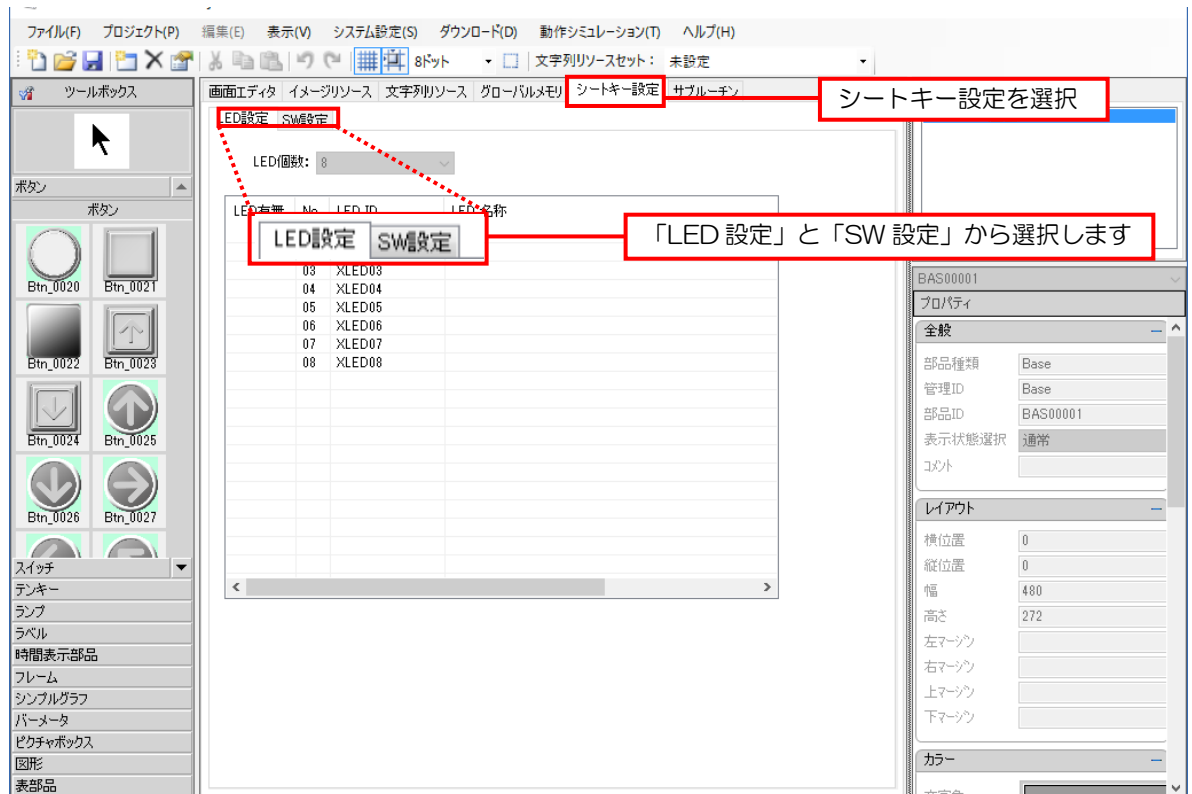 ファイル(F) プロジェクト(P) 編集(E) 表示(V) システム設定(S) ダウンロード(D) 動作シミュレーション(T) ヘルプ(H)
8ドット 文字列リソースセット： 未設定
ツールボックス
画面エディタ イメージリソース 文字列リソース グローバルメモリ シートキー設定 サブルーチン
シートキー設定を選択
LED設定 SW設定
LED個数: 8
LED有無 No LED ID LED 名称
LED設定 SW設定
「LED 設定」と「SW 設定」から選択します
03 XLED03
04 XLED04
05 XLED05
06 XLED06
07 XLED07
08 XLED08
ボタン
ボタン
Btn_0020 Btn_0021
Btn_0022 Btn_0023
Btn_0024 Btn_0025
Btn_0026 Btn_0027
スイッチ
テンキー
ランプ
ラベル
時間表示部品
フレーム
シンプルグラフ
バーメータ
ピクチャボックス
図形
表部品
BAS00001
プロパティ
全般
部品種類 Base
管理ID Base
部品ID BAS00001
表示状態選択 通常
コメント
レイアウト
横位置 0
縦位置 0
幅 480
高さ 272
左マージン
右マージン
上マージン
下マージン
カラー